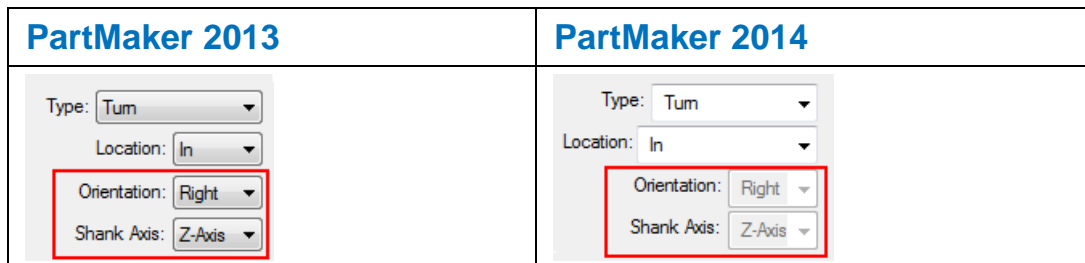 PartMaker 2013
PartMaker 2014
Type: Turn
Location: In
Orientation: Right
Shank Axis: Z-Axis
Type: Turn
Location: In
Orientation: Right
Shank Axis: Z-Axis